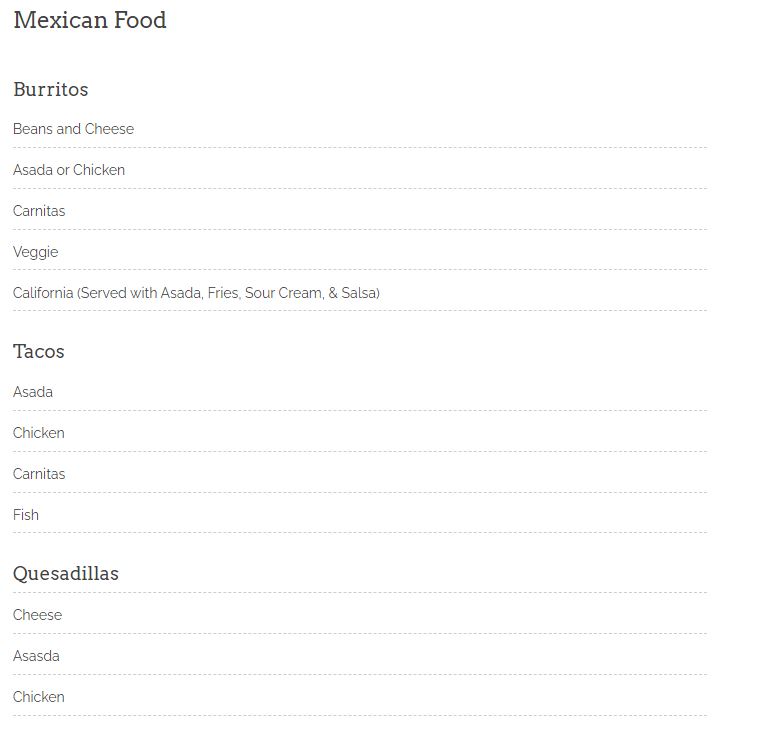 Mexican Food
Burritos
Beans and Cheese
Asada or Chicken
Carnitas
Veggie
California (Served with Asada, Fries, Sour Cream, & Salsa)
Tacos
Asada
Chicken
Carnitas
Fish
Quesadillas
Cheese
Asasda
Chicken